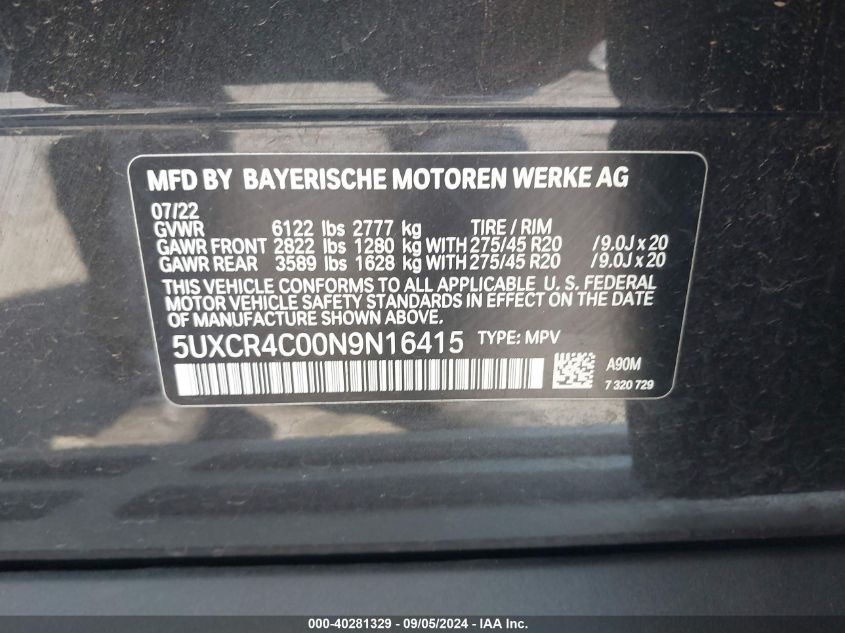 MFD BY BAYERISCHE MOTOREN WERKE AG
07/22
GVWR 6122 lbs 2777 kg TIRE / RIM
GAWR FRONT 2822 lbs 1280 kg WITH 275/45 R20 /9.0J x 20
GAWR REAR 3589 lbs 1628 kg WITH 275/45 R20 /9.0J x 20
THIS VEHICLE CONFORMS TO ALL APPLICABLE U. S. FEDERAL
MOTOR VEHICLE SAFETY STANDARDS IN EFFECT ON THE DATE
OF MANUFACTURE SHOWN ABOVE.
5UXCR4C00N9N16415 TYPE: MPV
A90M
7 320 729
000-40281329 - 09/05/2024 - IAA Inc.